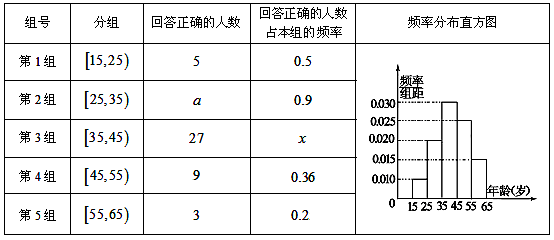 组号 分组 回答正确的人数 回答正确的人数 频率分布直方图
占本组的频率
第1组 [15,25) 5 0.5
第2组 [25,35) a 0.9
第3组 [35,45) 27 x
第4组 [45,55) 9 0.36
第5组 [55,65) 3 0.2
频率
组距
0.030
0.025
0.020
0.015
0.010
0 15 25 35 45 55 65 年龄(岁)